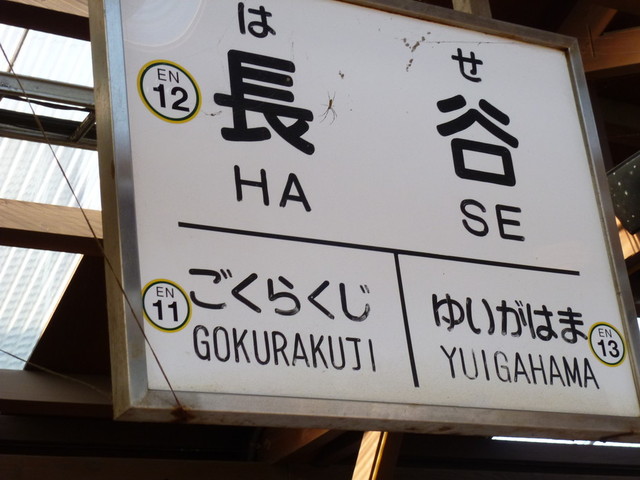 は せ
EN 12 長 谷
HA SE
EN 11 ごくらくじ
GOKURAKUJI
ゆいがはま EN 13
YUIGAHAMA